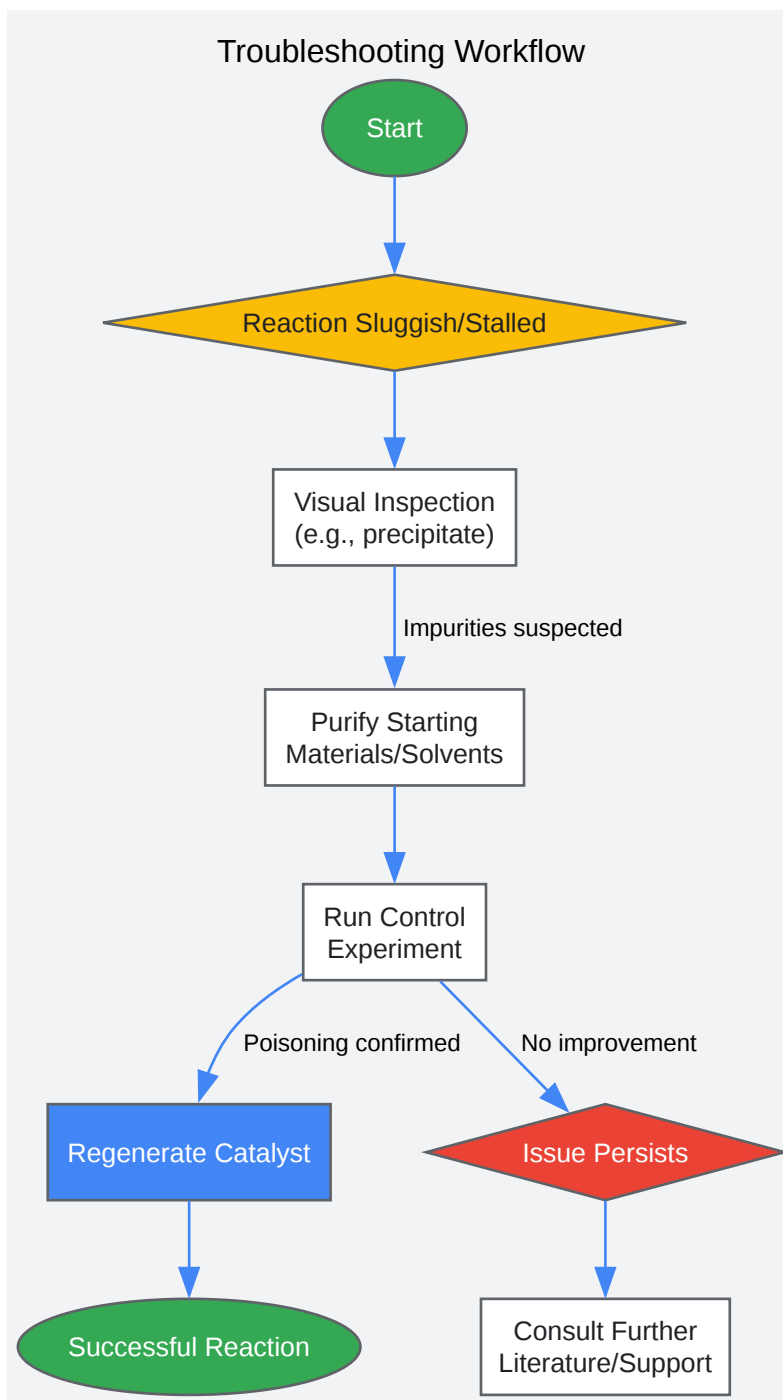 Troubleshooting Workflow
Start
Reaction Sluggish/Stalled
Visual Inspection
(e.g., precipitate)
Impurities suspected
Purify Starting
Materials/Solvents
Run Control
Experiment
Poisoning confirmed
No improvement
Regenerate Catalyst
Issue Persists
Successful Reaction
Consult Further
Literature/Support